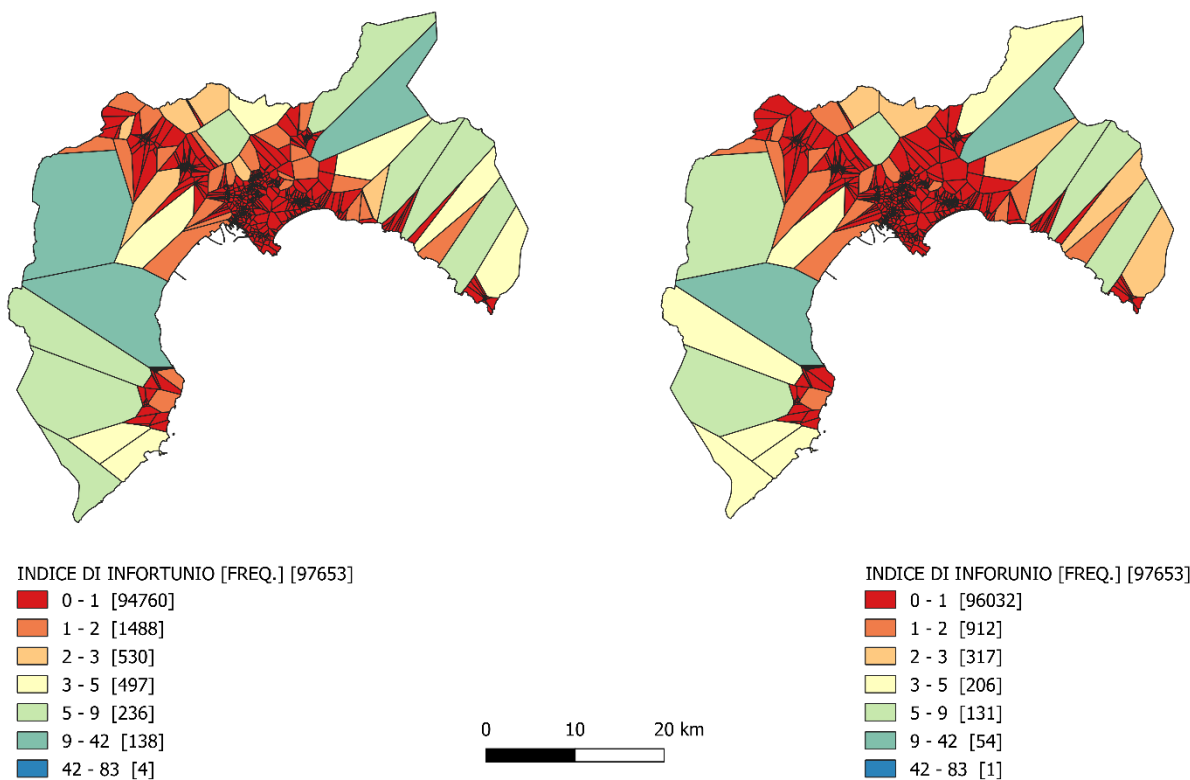 INDICE DI INFORTUNIO [FREQ.] [97653]
0 - 1 [94760]
1 - 2 [1488]
2 - 3 [530]
3 - 5 [497]
5 - 9 [236]
9 - 42 [138]
42 - 83 [4]
0 10 20 km
INDICE DI INFORUNIO [FREQ.] [97653]
0 - 1 [96032]
1 - 2 [912]
2 - 3 [317]
3 - 5 [206]
5 - 9 [131]
9 - 42 [54]
42 - 83 [1]